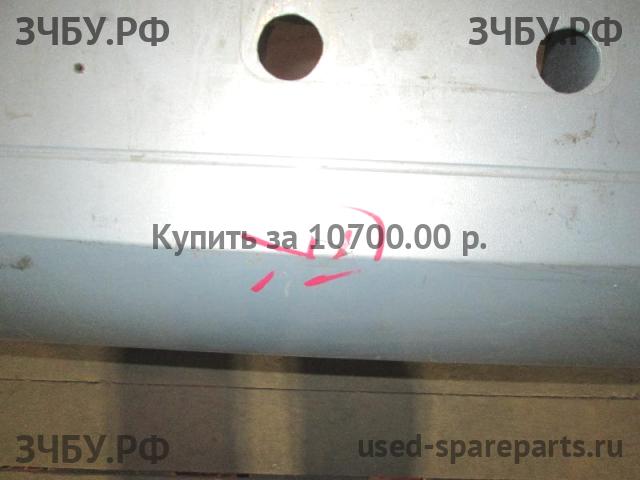 ЗЧБУ.РФ ЗЧБУ.РФ
Купить за 10700.00 р.
ЗЧБУ.РФ used-spareparts.ru